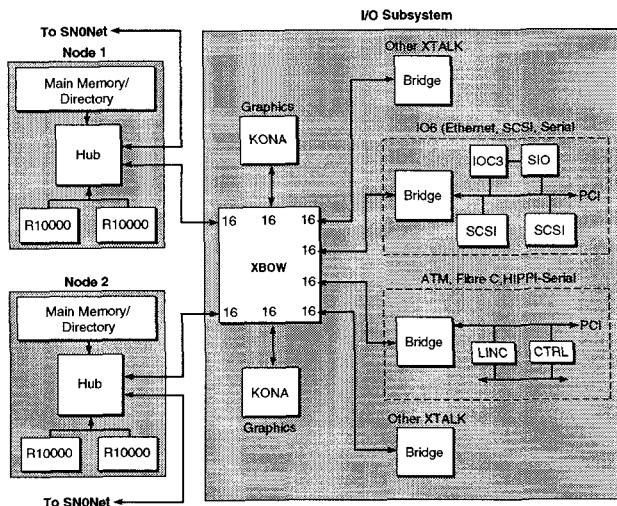 I/O Subsystem
To SN0Net
Node 1
Main Memory/
Directory
Hub
R10000
R10000
Node 2
Main Memory/
Directory
Hub
R10000
R10000
To SN0Net
Other XTALK
Bridge
Graphics
KONA
IO6 (Ethernet, SCSI, Serial
Bridge
IOC3
SIO
PCI
SCSI
SCSI
16
16
16
16
XBOW
16
16
16
16
ATM, Fibre C,HIPPI-Serial
Bridge
PCI
LINC
CTRL
KONA
Graphics
Other XTALK
Bridge